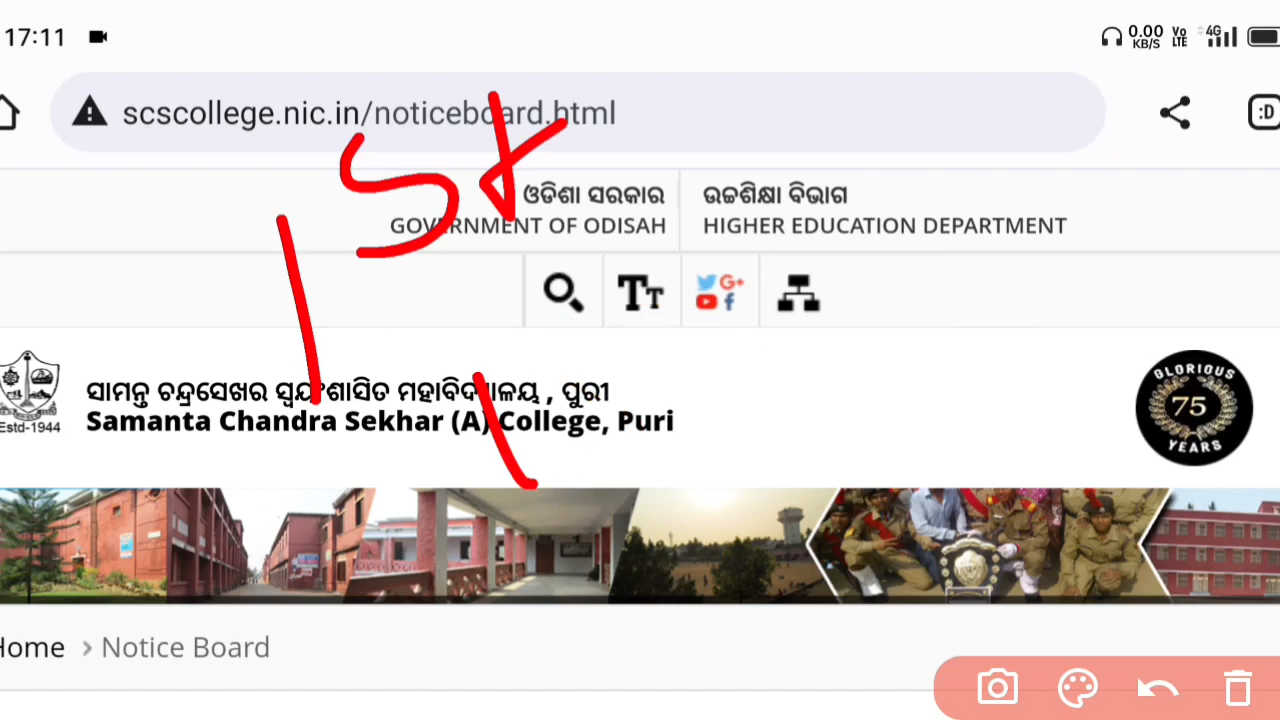 17:11 0.00 KB/S Vo LTE 4G
scscollege.nic.in/noticeboard.html :D
1st
ଓଡିଶା ସରକାର ଉଚ୍ଚଶିକ୍ଷା ବିଭାଗ
GOVERNMENT OF ODISAH HIGHER EDUCATION DEPARTMENT
TT G+ f
ସାମନ୍ତ ଚନ୍ଦ୍ରସେଖର ସ୍ୱୟଂଶାସିତ ମହାବିଦ୍ୟାଳୟ , ପୁରୀ
Samanta Chandra Sekhar (A) College, Puri
Estd-1944
GLORIOUS
75
YEARS
Home > Notice Board